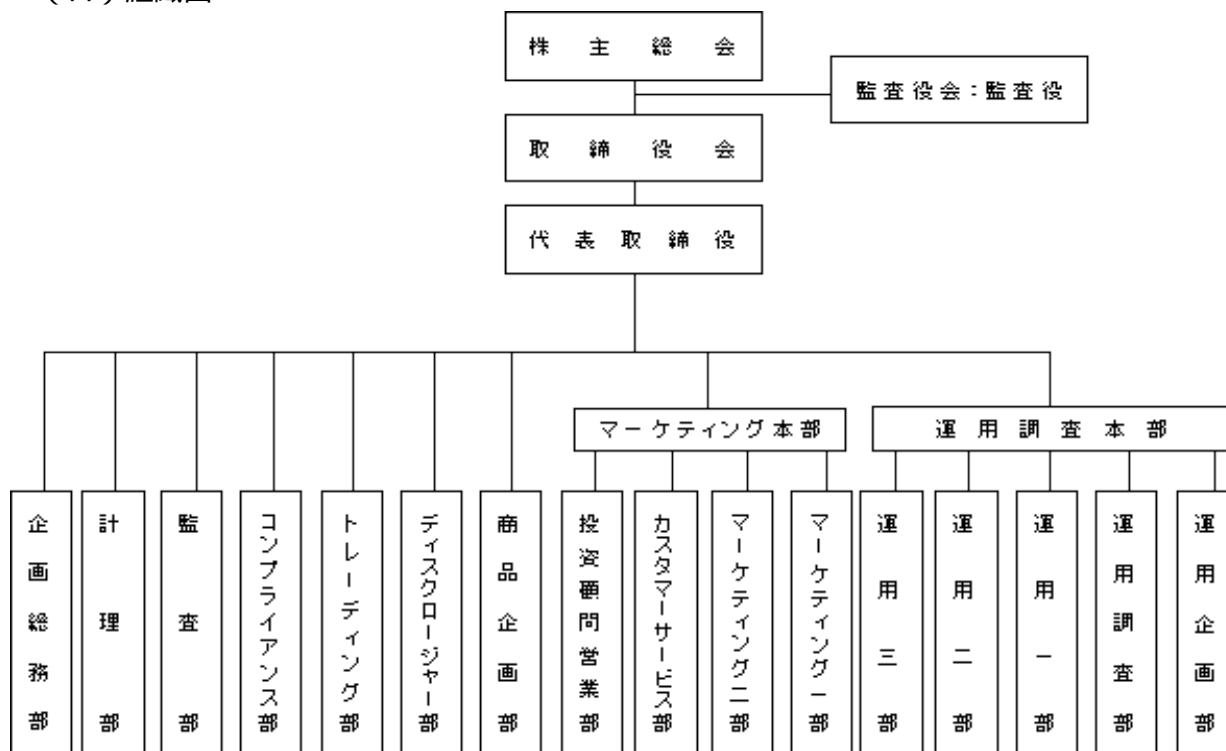 株主総会
監査役会：監査役
取締役会
代表取締役
マーケティング本部
運用調査本部
企画総務部
計理部
監査部
コンプライアンス部
トレーディング部
ディスクロージャー部
商品企画部
投資顧問営業部
カスタマーサービス部
マーケティング二部
マーケティング一部
運用三部
運用二部
運用一部
運用調査部
運用企画部